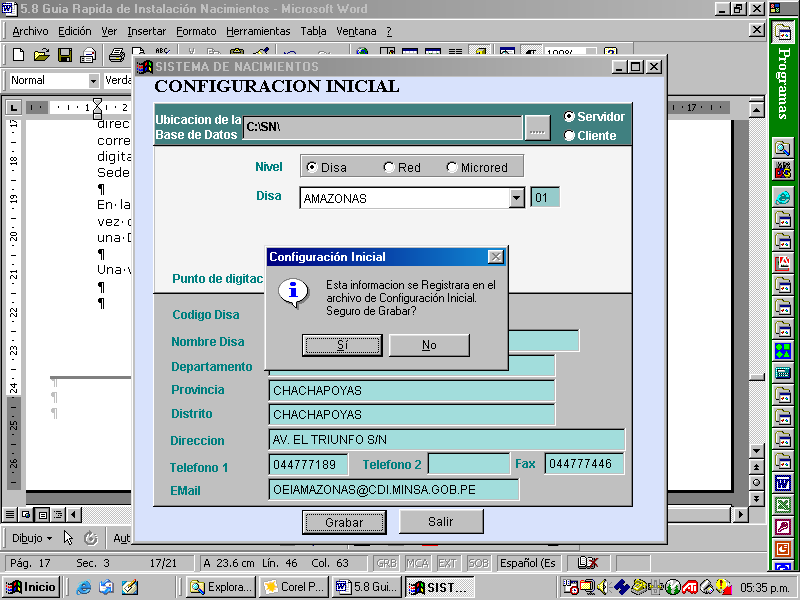 5.8 Guia Rapida de Instalación Nacimientos - Microsoft Word
Archivo Edición Ver Insertar Formato Herramientas Tabla Ventana ?
100%
Normal
Verda
SISTEMA DE NACIMIENTOS
CONFIGURACION INICIAL
Ubicacion de la
Base de Datos
C:\SN\
.....
Servidor
Cliente
Nivel Disa Red Microred
Disa AMAZONAS 01
Punto de digitac
Configuración Inicial
Esta informacion se Registrara en el
archivo de Configuración Inicial.
Seguro de Grabar?
Sí No
Codigo Disa
Nombre Disa
Departamento
Provincia CHACHAPOYAS
Distrito CHACHAPOYAS
Direccion AV. EL TRIUNFO S/N
Telefono 1 044777189 Telefono 2 Fax 044777446
EMail OEIAMAZONAS@CDI.MINSA.GOB.PE
Grabar Salir
direc
corre
digita
Sede
¶
En la
vez c
una D
¶
Una v
¶
¶
Programas
Dibujo Aut
Pág. 17 Sec. 3 17/21 A 23.6 cm Lín. 46 Col. 63 GRB MCA EXT SOB Español (Es
Inicio Explora... Corel P... 5.8 Gui... SIST... 05:35 p.m.